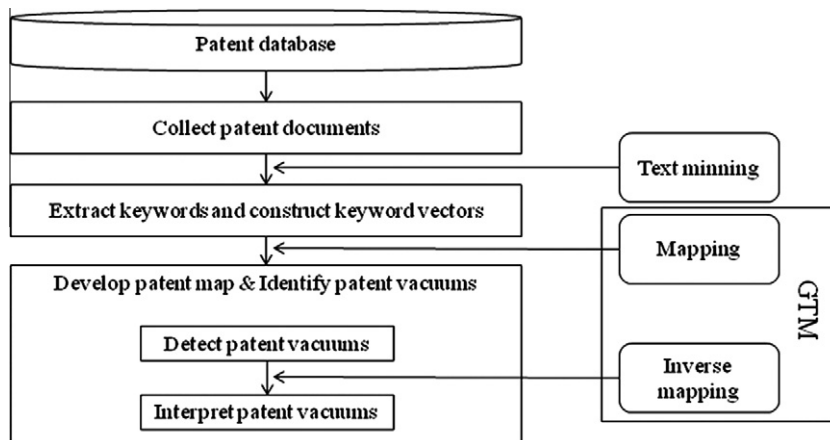 Patent database
Collect patent documents
Text minning
Extract keywords and construct keyword vectors
Mapping
Develop patent map & Identify patent vacuums
GTM
Detect patent vacuums
Inverse
mapping
Interpret patent vacuums